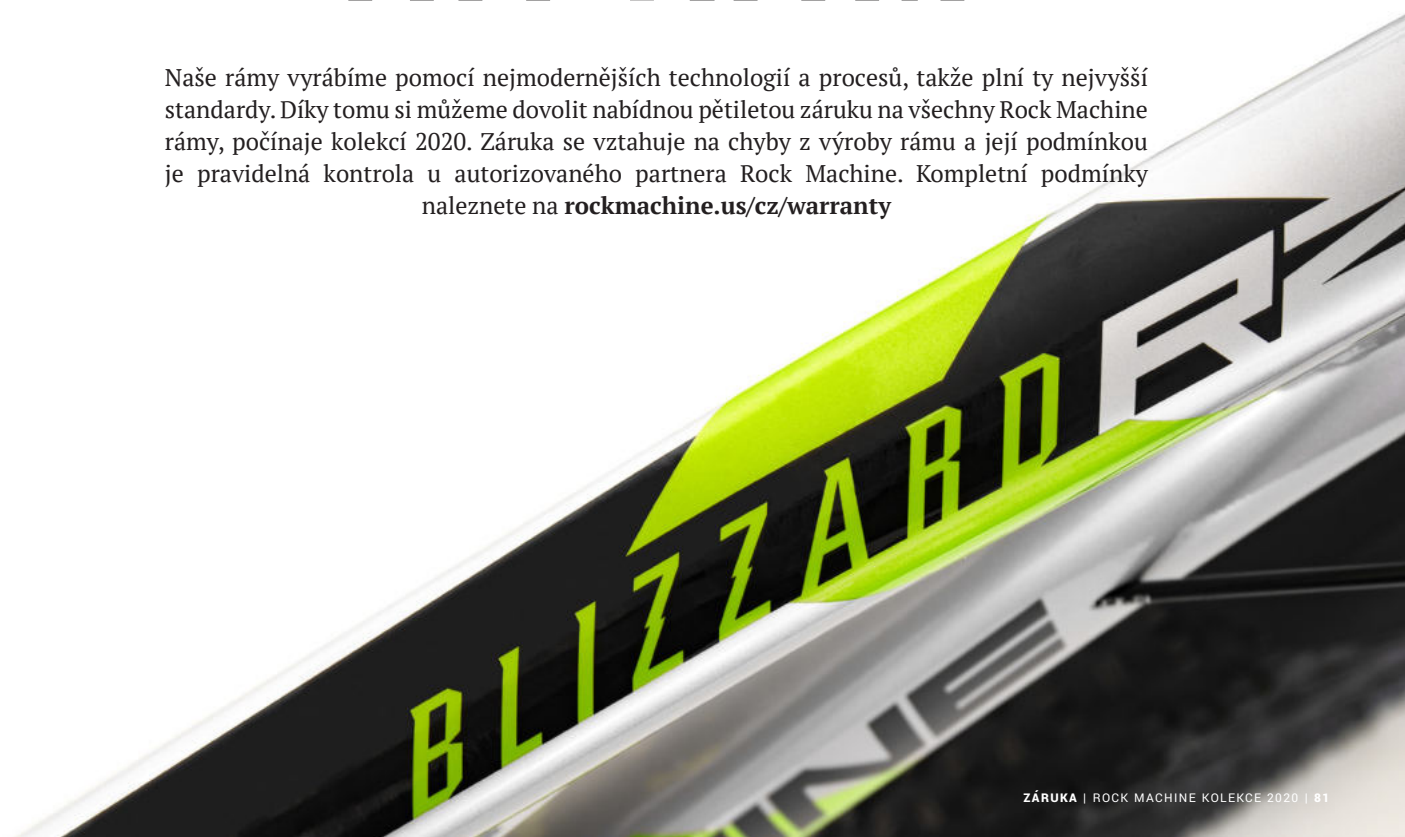 Naše rámy vyrábíme pomocí nejmodernějších technologií a procesů, takže plní ty nejvyšší
standardy. Díky tomu si můžeme dovolit nabídnou pětiletou záruku na všechny Rock Machine
rámy, počínaje kolekcí 2020. Záruka se vztahuje na chyby z výroby rámu a její podmínkou
je pravidelná kontrola u autorizovaného partnera Rock Machine. Kompletní podmínky
naleznete na rockmachine.us/cz/warranty
BLIZZARD RZ
INE
ZÁRUKA | ROCK MACHINE KOLEKCE 2020 | 81